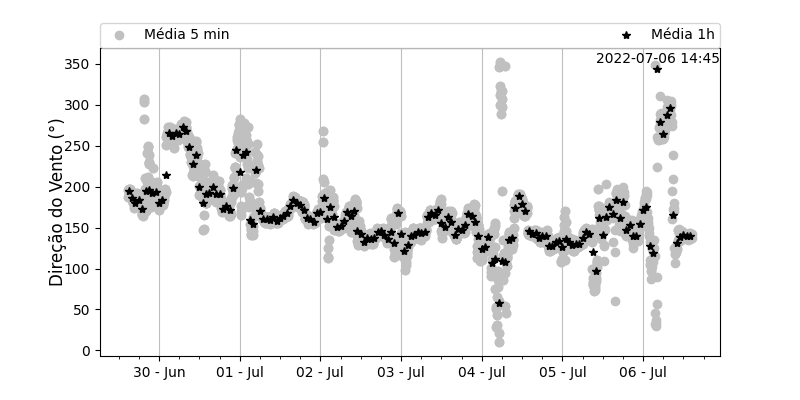 Média 5 min
Média 1h
2022-07-06 14:45
Direção do Vento (°)
350
300
250
200
150
100
50
0
30 - Jun
01 - Jul
02 - Jul
03 - Jul
04 - Jul
05 - Jul
06 - Jul